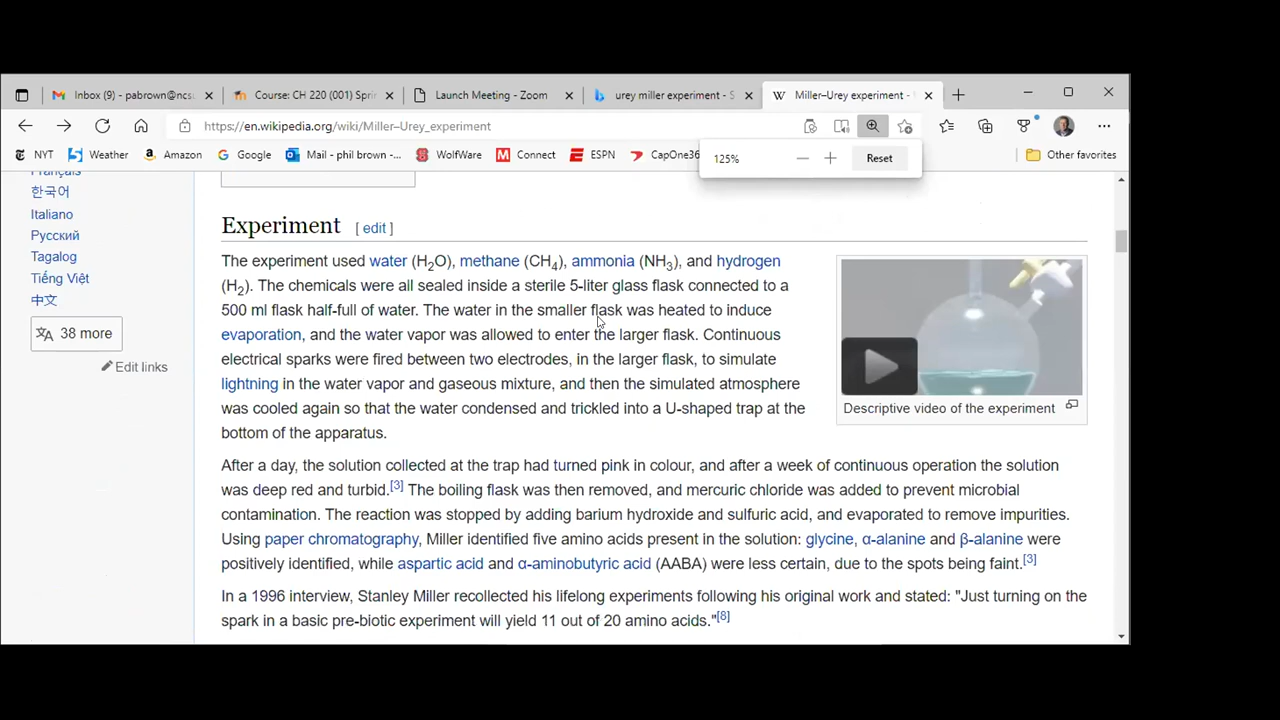 Inbox (9) - pabrown@ncs
Course: CH 220 (001) Spri
Launch Meeting - Zoom
urey miller experiment - S
W Miller–Urey experiment -
https://en.wikipedia.org/wiki/Miller–Urey_experiment
NYT Weather Amazon Google Mail - phil brown -... WolfWare Connect ESPN CapOne36 Other favorites
125% Reset
Français
한국어
Italiano
Русский
Tagalog
Tiếng Việt
中文
38 more
Edit links
Experiment [ edit ]
The experiment used water (H2O), methane (CH4), ammonia (NH3), and hydrogen
(H2). The chemicals were all sealed inside a sterile 5-liter glass flask connected to a
500 ml flask half-full of water. The water in the smaller flask was heated to induce
evaporation, and the water vapor was allowed to enter the larger flask. Continuous
electrical sparks were fired between two electrodes, in the larger flask, to simulate
lightning in the water vapor and gaseous mixture, and then the simulated atmosphere
was cooled again so that the water condensed and trickled into a U-shaped trap at the
bottom of the apparatus.
Descriptive video of the experiment
After a day, the solution collected at the trap had turned pink in colour, and after a week of continuous operation the solution
was deep red and turbid.[3] The boiling flask was then removed, and mercuric chloride was added to prevent microbial
contamination. The reaction was stopped by adding barium hydroxide and sulfuric acid, and evaporated to remove impurities.
Using paper chromatography, Miller identified five amino acids present in the solution: glycine, α-alanine and β-alanine were
positively identified, while aspartic acid and α-aminobutyric acid (AABA) were less certain, due to the spots being faint.[3]
In a 1996 interview, Stanley Miller recollected his lifelong experiments following his original work and stated: "Just turning on the
spark in a basic pre-biotic experiment will yield 11 out of 20 amino acids."[8]